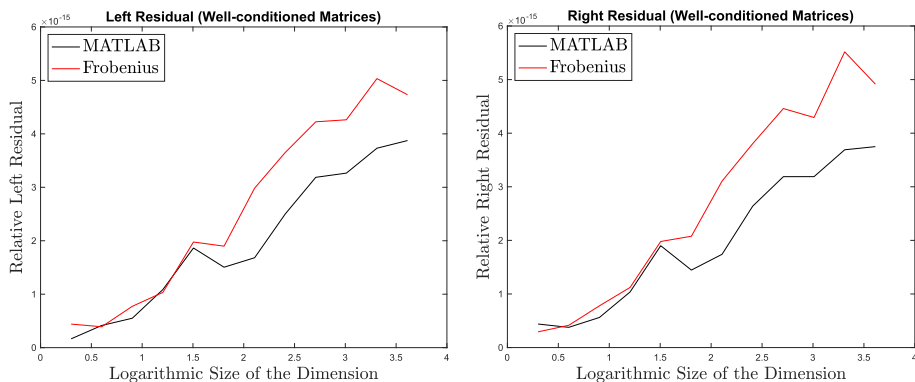 ×10⁻¹⁵
Left Residual (Well-conditioned Matrices)
MATLAB
Frobenius
6
5
4
3
2
1
0
Relative Left Residual
0 0.5 1 1.5 2 2.5 3 3.5 4
Logarithmic Size of the Dimension
×10⁻¹⁵
Right Residual (Well-conditioned Matrices)
MATLAB
Frobenius
6
5
4
3
2
1
0
Relative Right Residual
0 0.5 1 1.5 2 2.5 3 3.5 4
Logarithmic Size of the Dimension